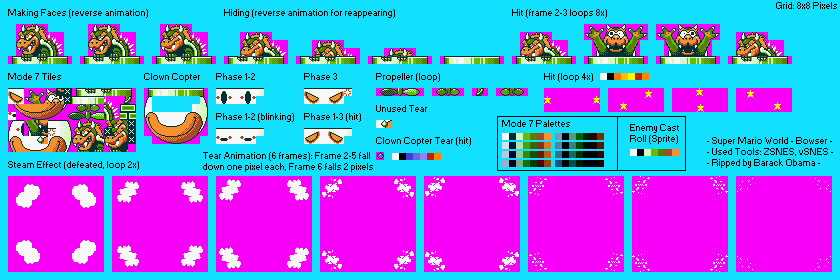 Grid: 8x8 Pixels
Making Faces (reverse animation)
Hiding (reverse animation for reappearing)
Hit (frame 2-3 loops 8x)
Mode 7 Tiles
Clown Copter
Phase 1-2
Phase 3
Propeller (loop)
Hit (loop 4x)
Unused Tear
Phase 1-2 (blinking)
Phase 1-3 (hit)
Mode 7 Palettes
Enemy Cast
Roll (Sprite)
Clown Copter Tear (hit)
- Super Mario World - Bowser -
- Used Tools: ZSNES, vSNES -
- Ripped by Barack Obama -
Tear Animation (6 frames): Frame 2-5 fall
down one pixel each, Frame 6 falls 2 pixels
Steam Effect (defeated, loop 2x)